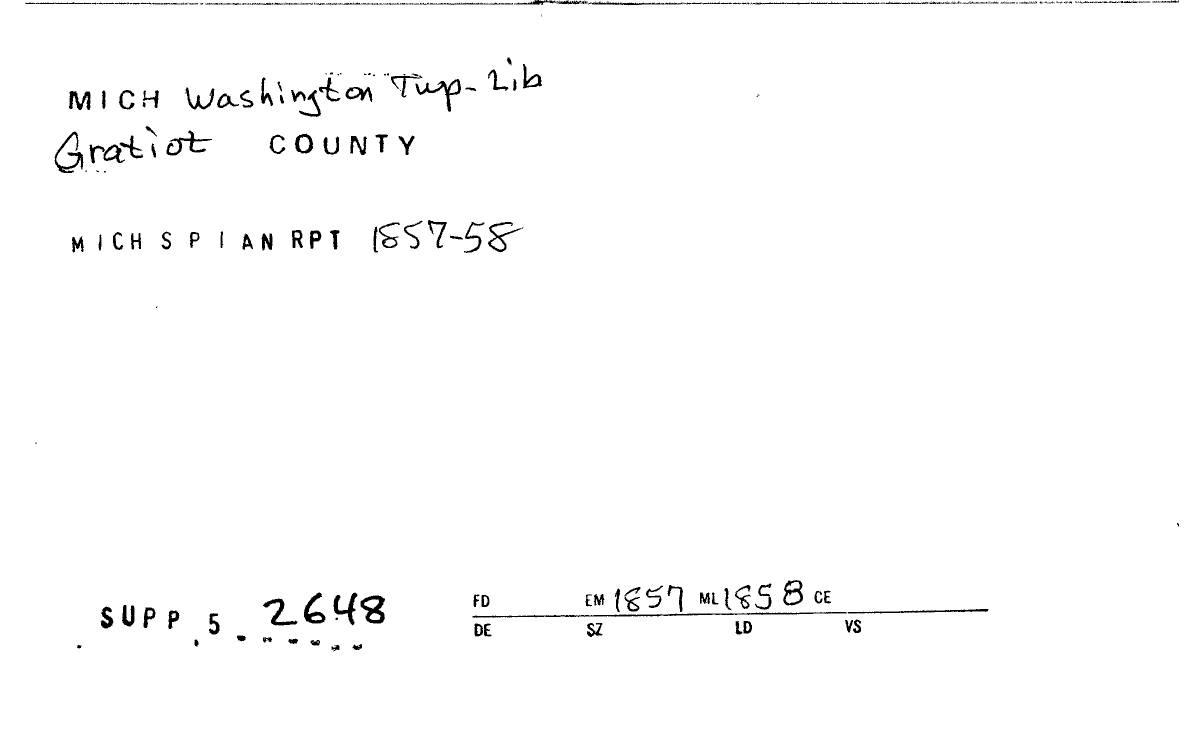 MICH Washington Twp-Lib
Gratiot COUNTY
MICH S P I AN RPT 1857-58
SUPP 5 2648
FD EM 1857 ML 1858 CE
DE SZ LD VS